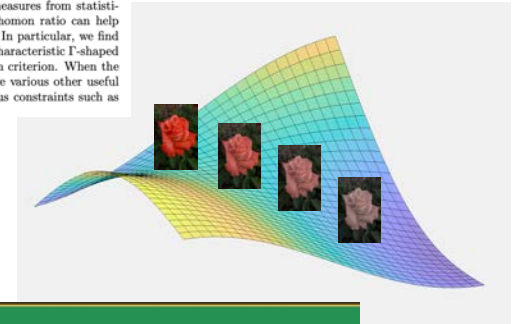 measures from statisti-
homon ratio can help
In particular, we find
characteristic Γ-shaped
n criterion. When the
e various other useful
us constraints such as